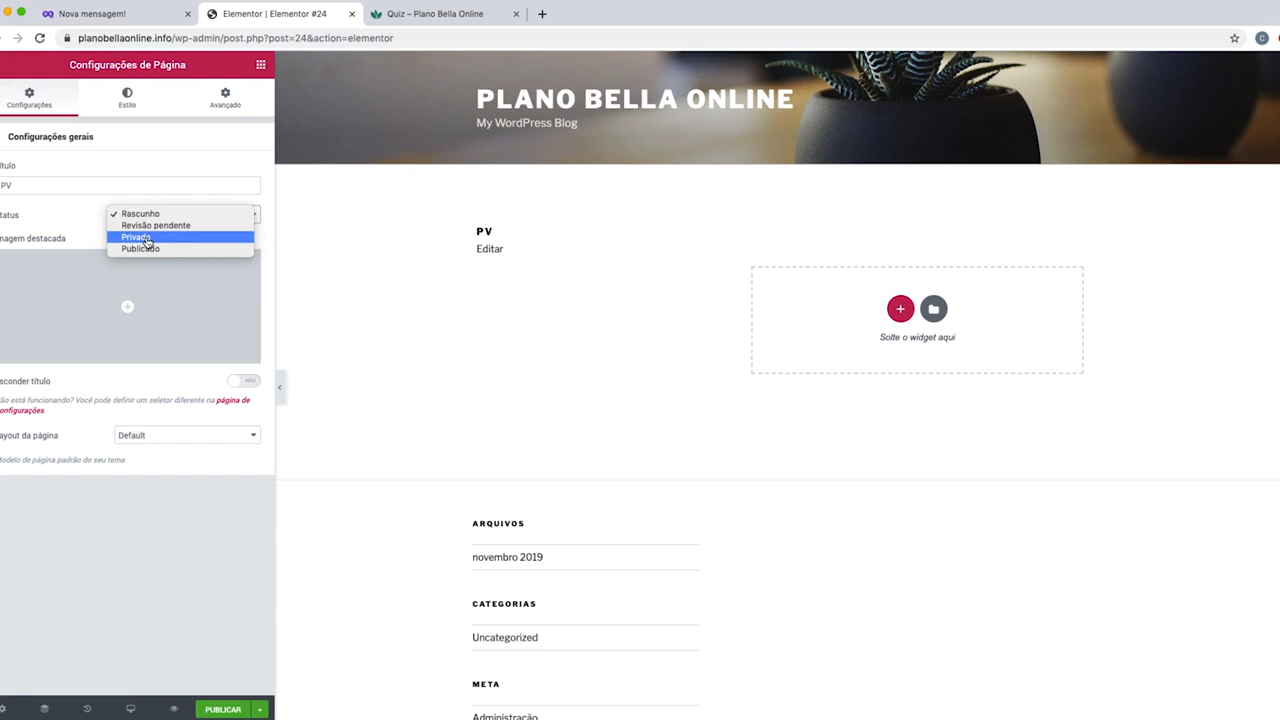 Nova mensagem!
Elementor | Elementor #24
Quiz – Plano Bella Online
planobellaonline.info/wp-admin/post.php?post=24&action=elementor
C
Configurações de Página
Configurações
Estilo
Avançado
Configurações gerais
ítulo
PV
tatus
Rascunho
Revisão pendente
Privado
Publicado
magem destacada
sconder título
NÃO
ão está funcionando? Você pode definir um seletor diferente na página de
onfigurações.
ayout da página
Default
odelo de página padrão do seu tema
PUBLICAR
PLANO BELLA ONLINE
My WordPress Blog
PV
Editar
Solte o widget aqui
ARQUIVOS
novembro 2019
CATEGORIAS
Uncategorized
META
Administração